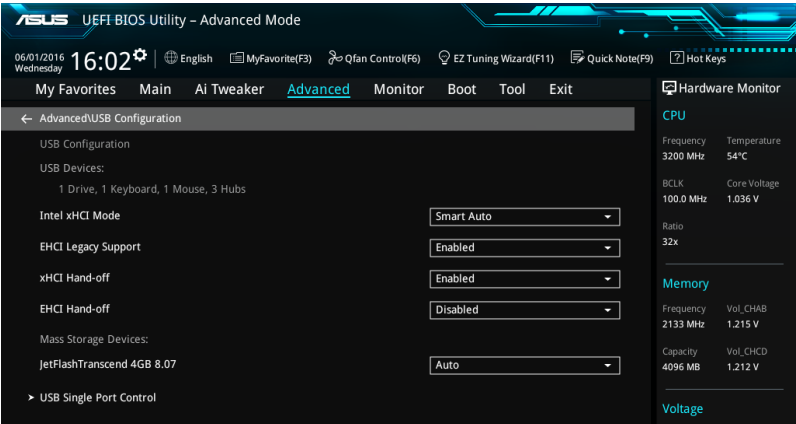 ASUS UEFI BIOS Utility – Advanced Mode
06/01/2016
Wednesday
16:02
English
MyFavorite(F3)
Qfan Control(F6)
EZ Tuning Wizard(F11)
Quick Note(F9)
? Hot Keys
My Favorites Main Ai Tweaker Advanced Monitor Boot Tool Exit
Hardware Monitor
← Advanced\USB Configuration
USB Configuration
USB Devices:
1 Drive, 1 Keyboard, 1 Mouse, 3 Hubs
Intel xHCI Mode Smart Auto
EHCI Legacy Support Enabled
xHCI Hand-off Enabled
EHCI Hand-off Disabled
Mass Storage Devices:
JetFlashTranscend 4GB 8.07 Auto
USB Single Port Control
CPU
Frequency Temperature
3200 MHz 54°C
BCLK Core Voltage
100.0 MHz 1.036 V
Ratio
32x
Memory
Frequency Vol_CHAB
2133 MHz 1.215 V
Capacity Vol_CHCD
4096 MB 1.212 V
Voltage